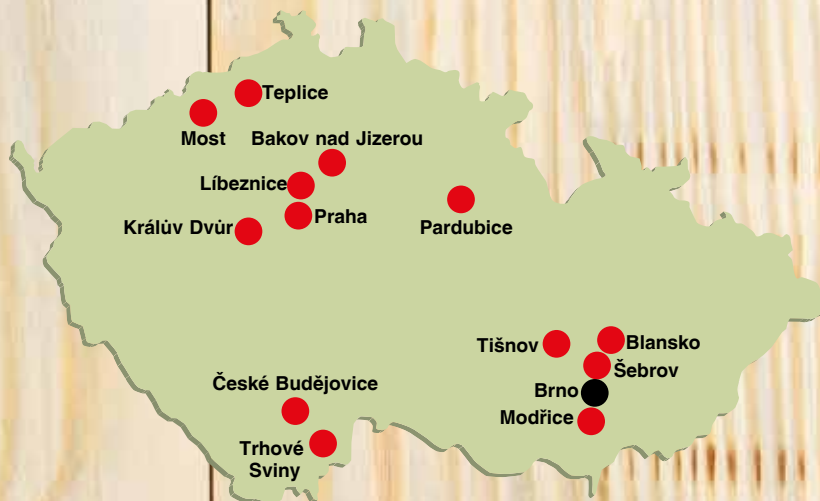 Teplice
Most
Bakov nad Jizerou
Líbeznice
Praha
Králův Dvůr
Pardubice
Tišnov
Blansko
Šebrov
Brno
Modřice
České Budějovice
Trhové
Sviny